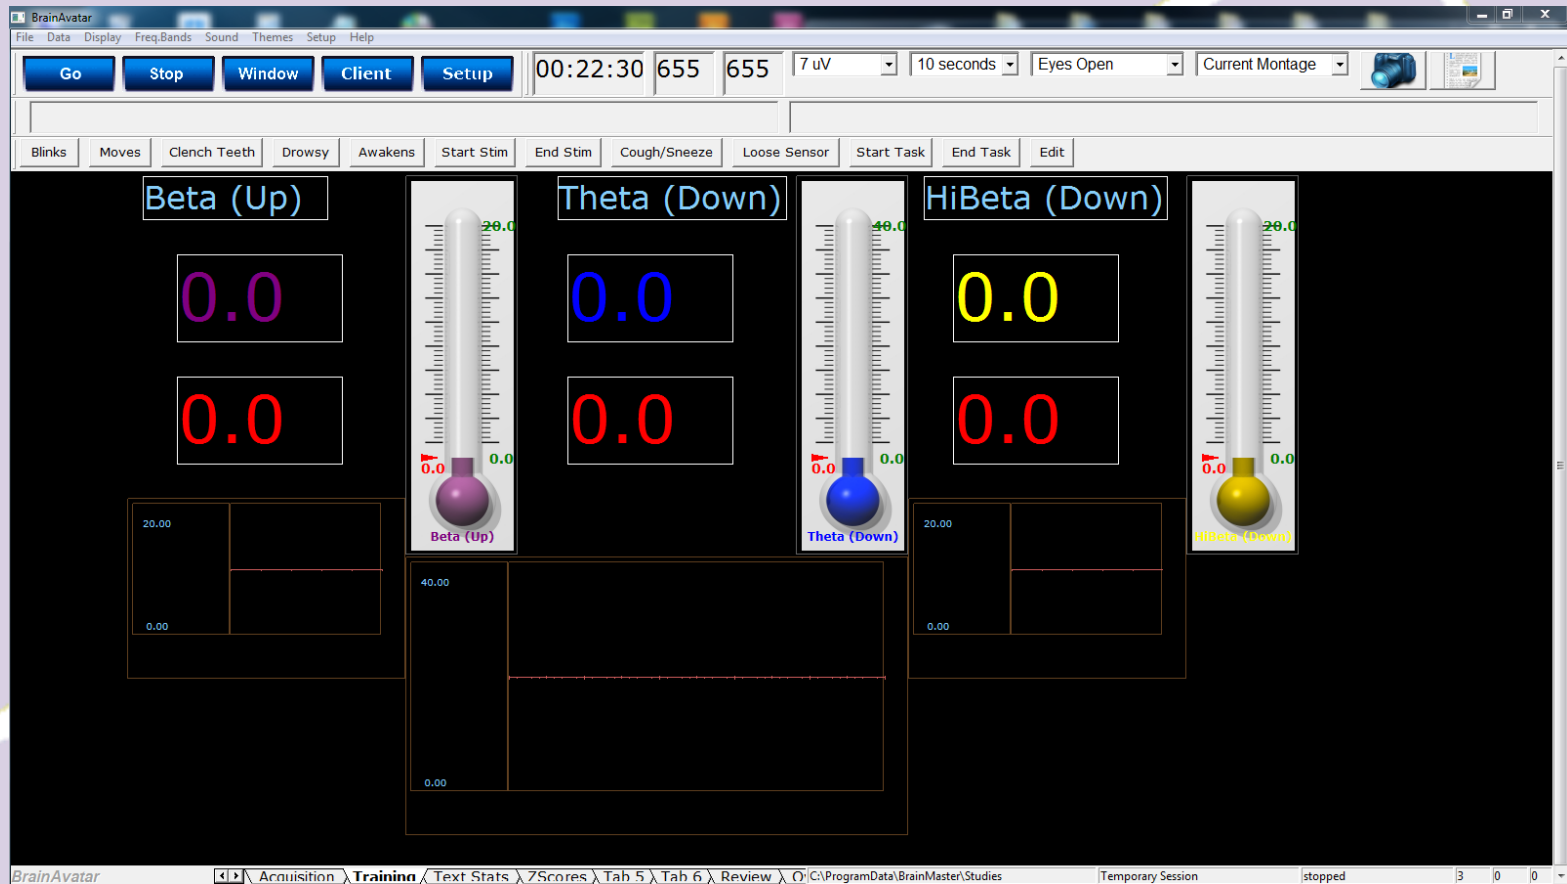 BrainAvatar
File Data Display Freq.Bands Sound Themes Setup Help
Go Stop Window Client Setup 00:22:30 655 655 7 uV 10 seconds Eyes Open Current Montage
Blinks Moves Clench Teeth Drowsy Awakens Start Stim End Stim Cough/Sneeze Loose Sensor Start Task End Task Edit
Beta (Up) Theta (Down) HiBeta (Down)
20.0 40.0 20.0
0.0 0.0 0.0
0.0 0.0 0.0
0.0 0.0 0.0 0.0 0.0 0.0
20.00 20.00
Beta (Up) Theta (Down) HiBeta (Down)
40.00
0.00 0.00
0.00
BrainAvatar Acquisition Training Text Stats ZScores Tab 5 Tab 6 Review C:\ProgramData\BrainMaster\Studies Temporary Session stopped 3 0 0